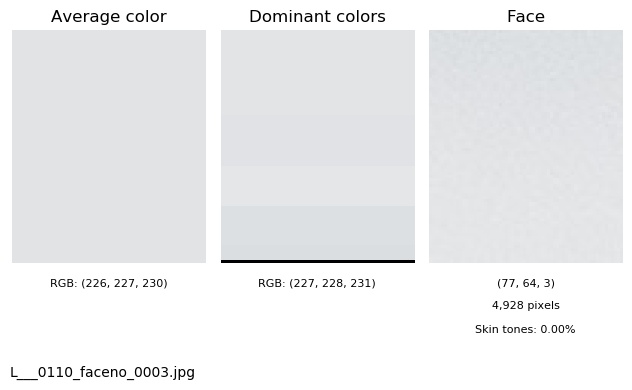 Average color
Dominant colors
Face
RGB: (226, 227, 230)
RGB: (227, 228, 231)
(77, 64, 3)
4,928 pixels
Skin tones: 0.00%
L___0110_faceno_0003.jpg